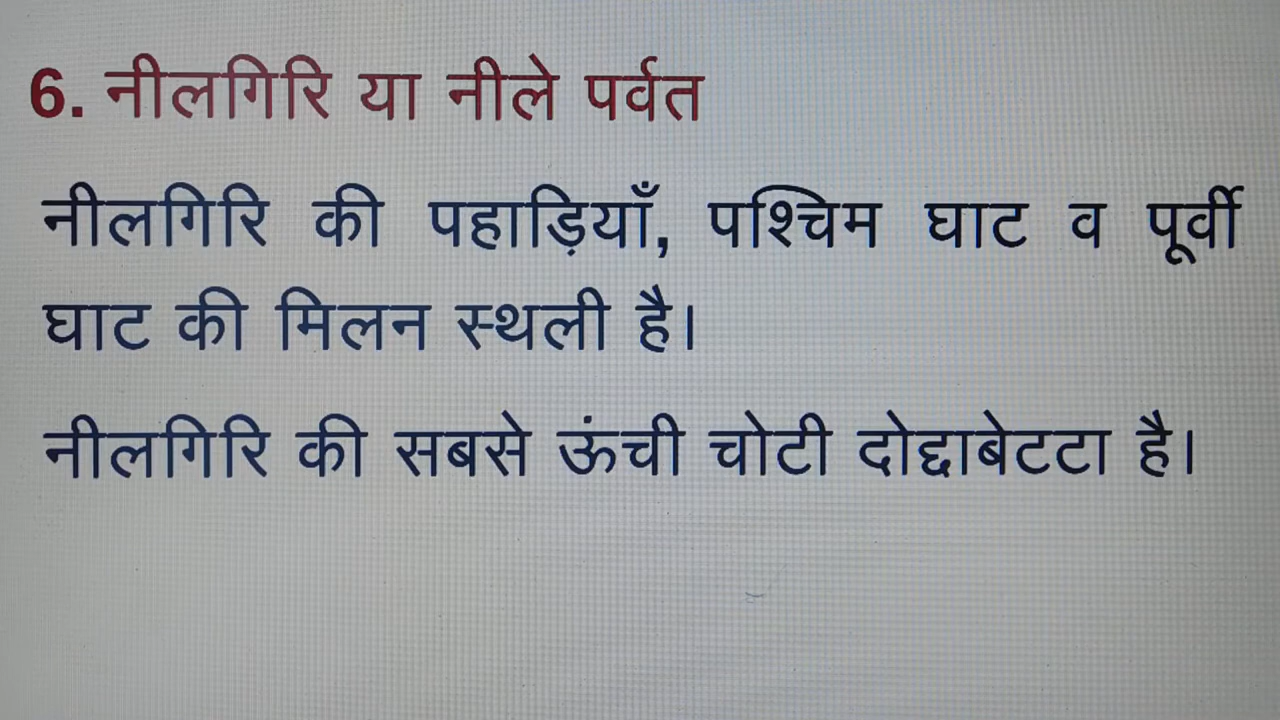 6. नीलगिरि या नीले पर्वत
नीलगिरि की पहाड़ियाँ, पश्चिम घाट व पूर्वी
घाट की मिलन स्थली है।
नीलगिरि की सबसे ऊंची चोटी दोद्दाबेटटा है।